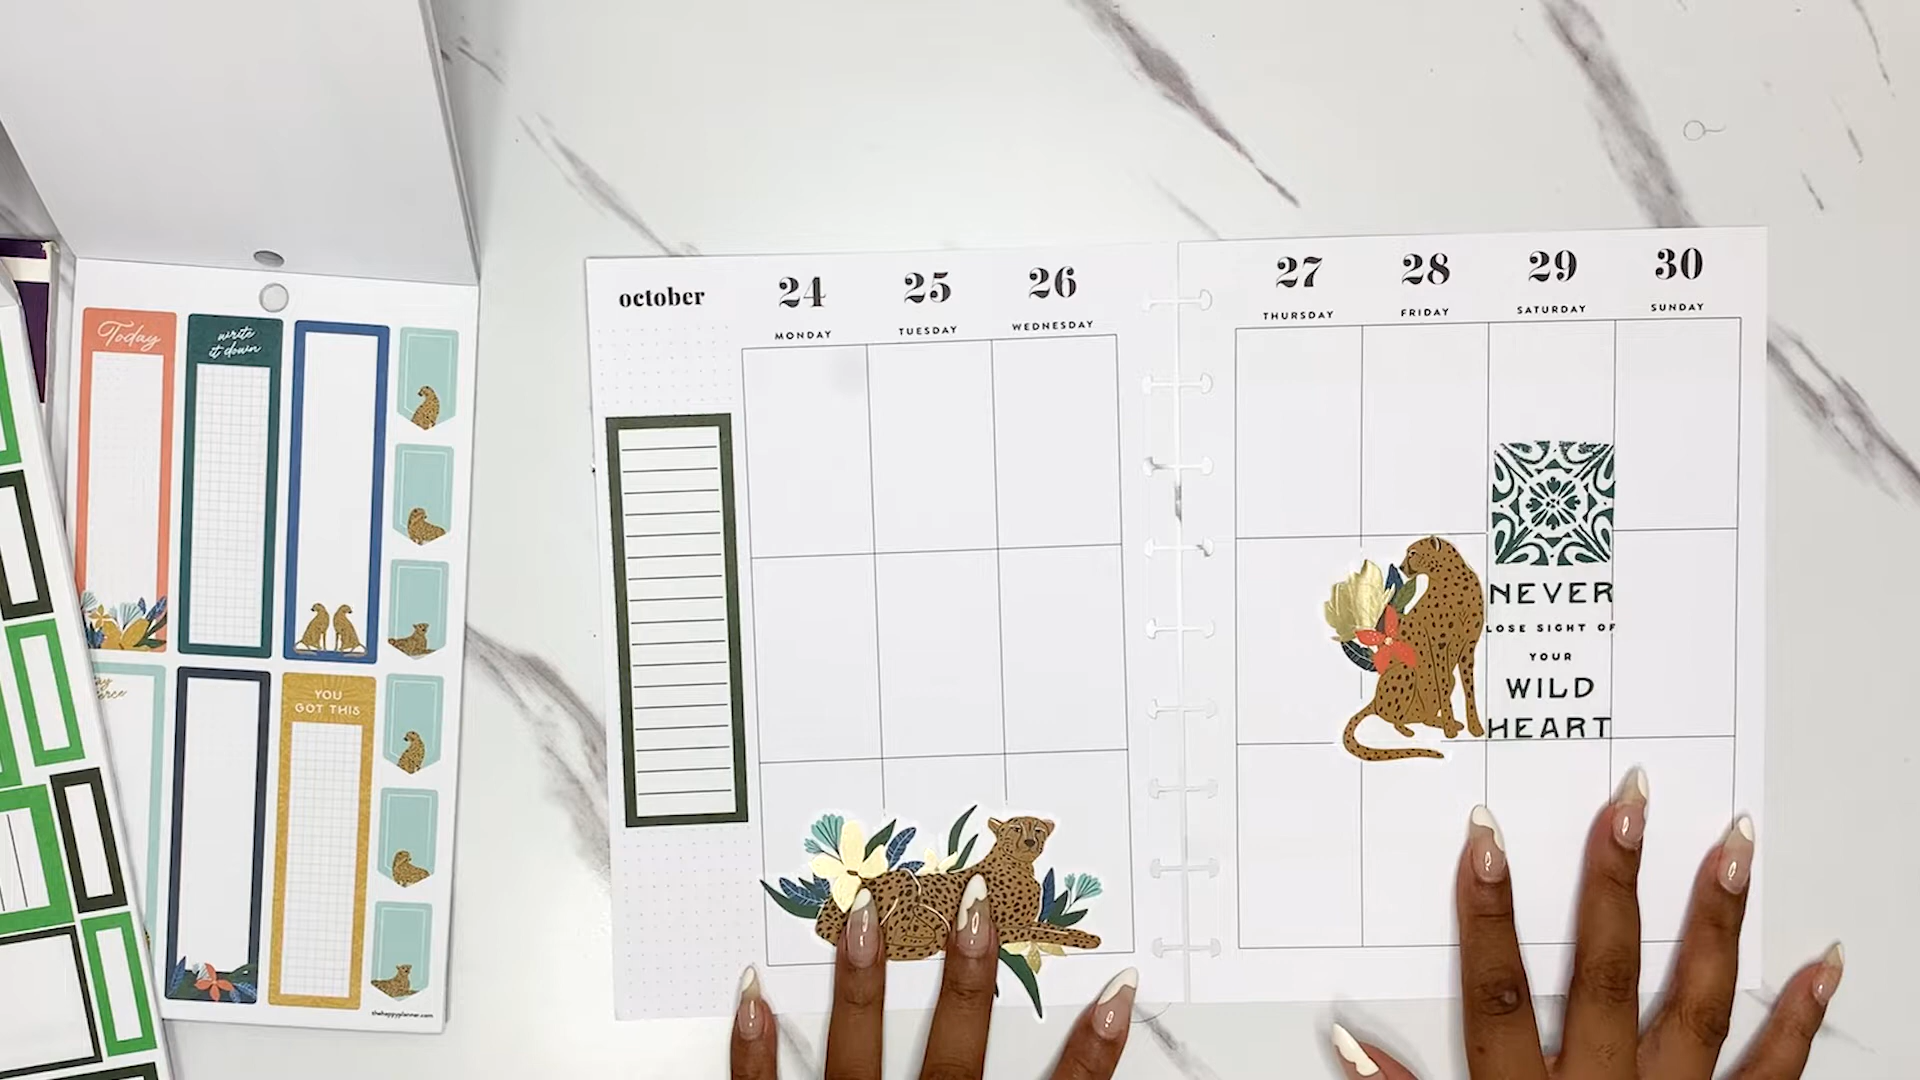 Today
write
it down
YOU
GOT THIS
thehappyplanner.com
october
24
MONDAY
25
TUESDAY
26
WEDNESDAY
27
THURSDAY
28
FRIDAY
29
SATURDAY
30
SUNDAY
NEVER
LOSE SIGHT OF
YOUR
WILD
HEART